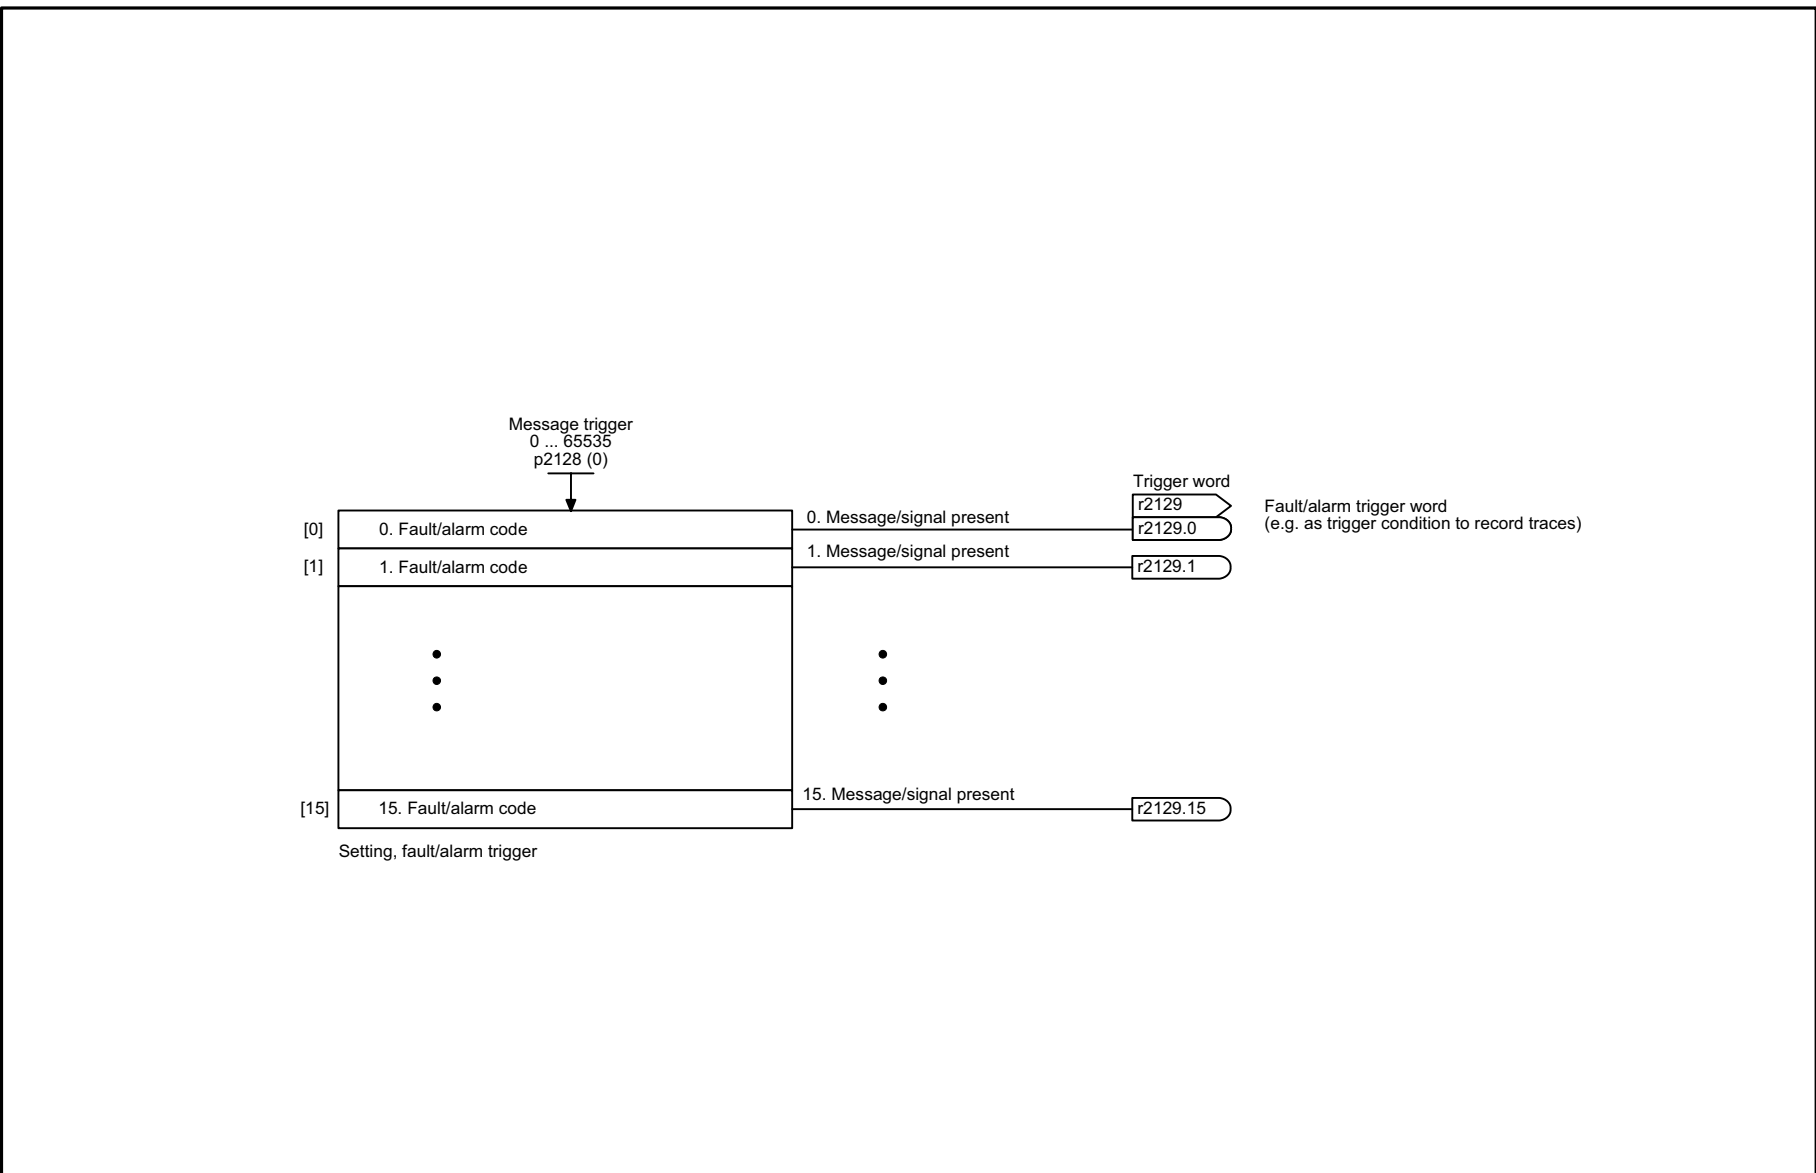 Message trigger
0 ... 65535
p2128 (0)
Trigger word
r2129
Fault/alarm trigger word
[0]
0. Fault/alarm code
0. Message/signal present
r2129.0
(e.g. as trigger condition to record traces)
[1]
1. Fault/alarm code
1. Message/signal present
r2129.1
[15]
15. Fault/alarm code
15. Message/signal present
r2129.15
Setting, fault/alarm trigger